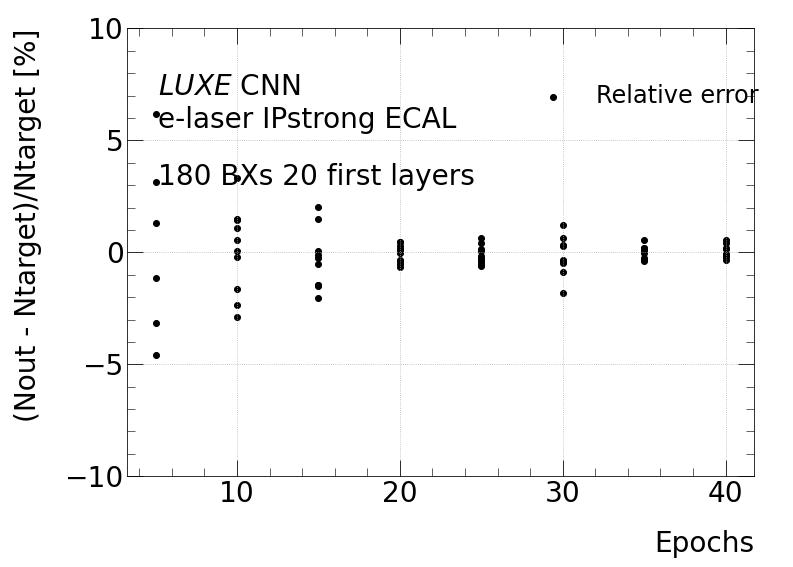 (Nout - Ntarget)/Ntarget [%]
10
5
0
−5
−10
LUXE CNN
e-laser IPstrong ECAL
180 BXs 20 first layers
Relative error
10 20 30 40
Epochs